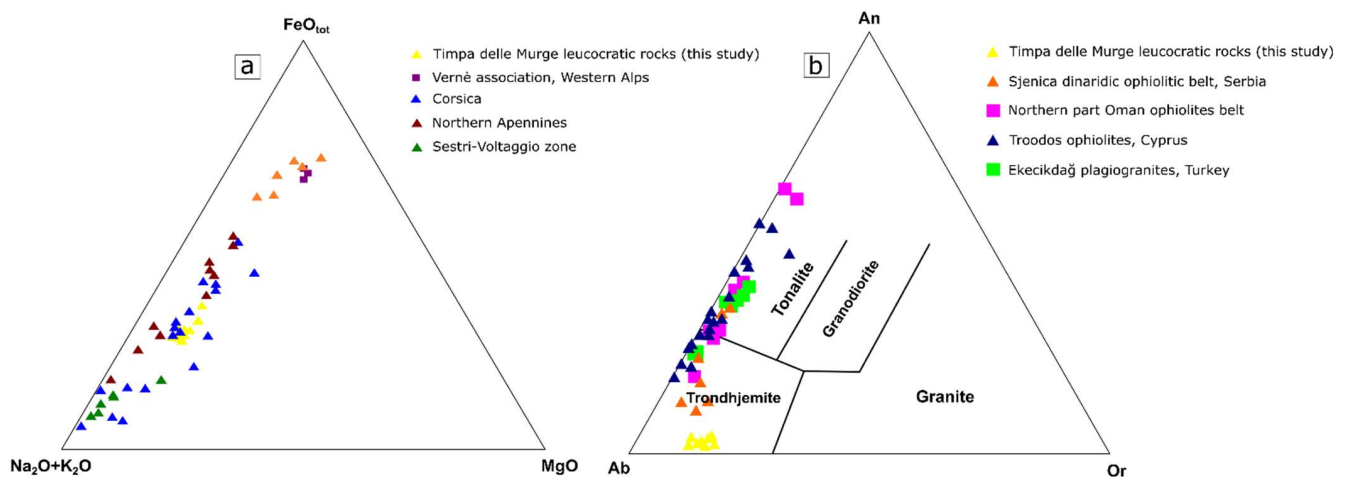 FeO_tot
a
Timpa delle Murge leucocratic rocks (this study)
Vernè association, Western Alps
Corsica
Northern Apennines
Sestri-Voltaggio zone
Na₂O+K₂O
MgO
An
b
Timpa delle Murge leucocratic rocks (this study)
Sjenica dinaridic ophiolitic belt, Serbia
Northern part Oman ophiolites belt
Troodos ophiolites, Cyprus
Ekecikdağ plagiogranites, Turkey
Tonalite
Granodiorite
Trondhjemite
Granite
Ab
Or